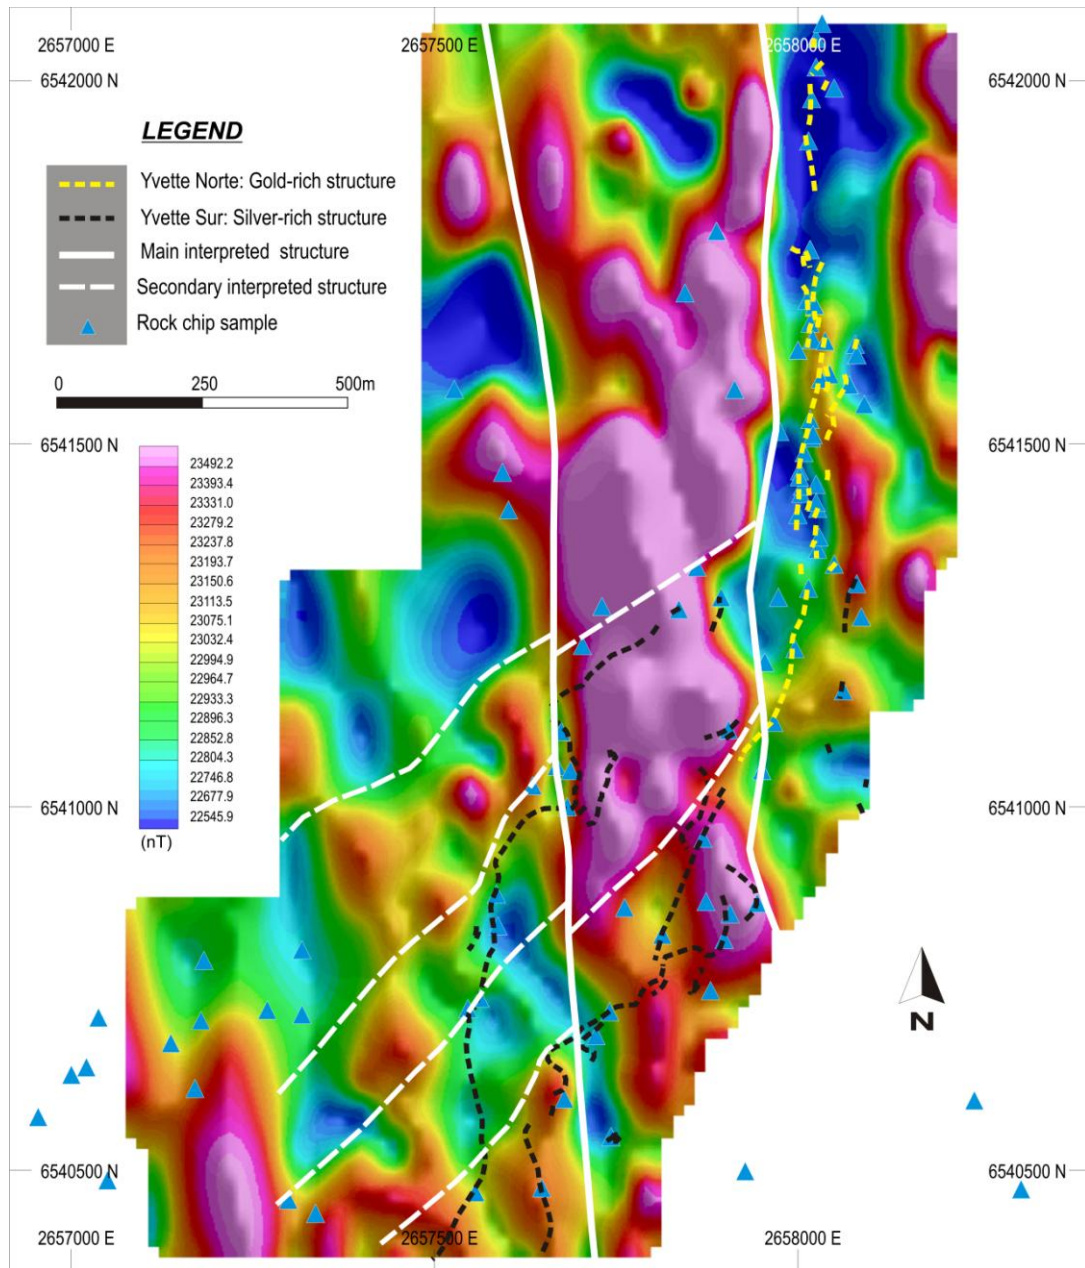 2657000 E
2657500 E
2658000 E
6542000 N
6542000 N
LEGEND
Yvette Norte: Gold-rich structure
Yvette Sur: Silver-rich structure
Main interpreted structure
Secondary interpreted structure
Rock chip sample
0 250 500m
6541500 N
6541500 N
23492.2
23393.4
23331.0
23279.2
23237.8
23193.7
23150.6
23113.5
23075.1
23032.4
22994.9
22964.7
22933.3
22896.3
22852.8
22804.3
22746.8
22677.9
22545.9
(nT)
6541000 N
6541000 N
N
6540500 N
6540500 N
2657000 E
2657500 E
2658000 E